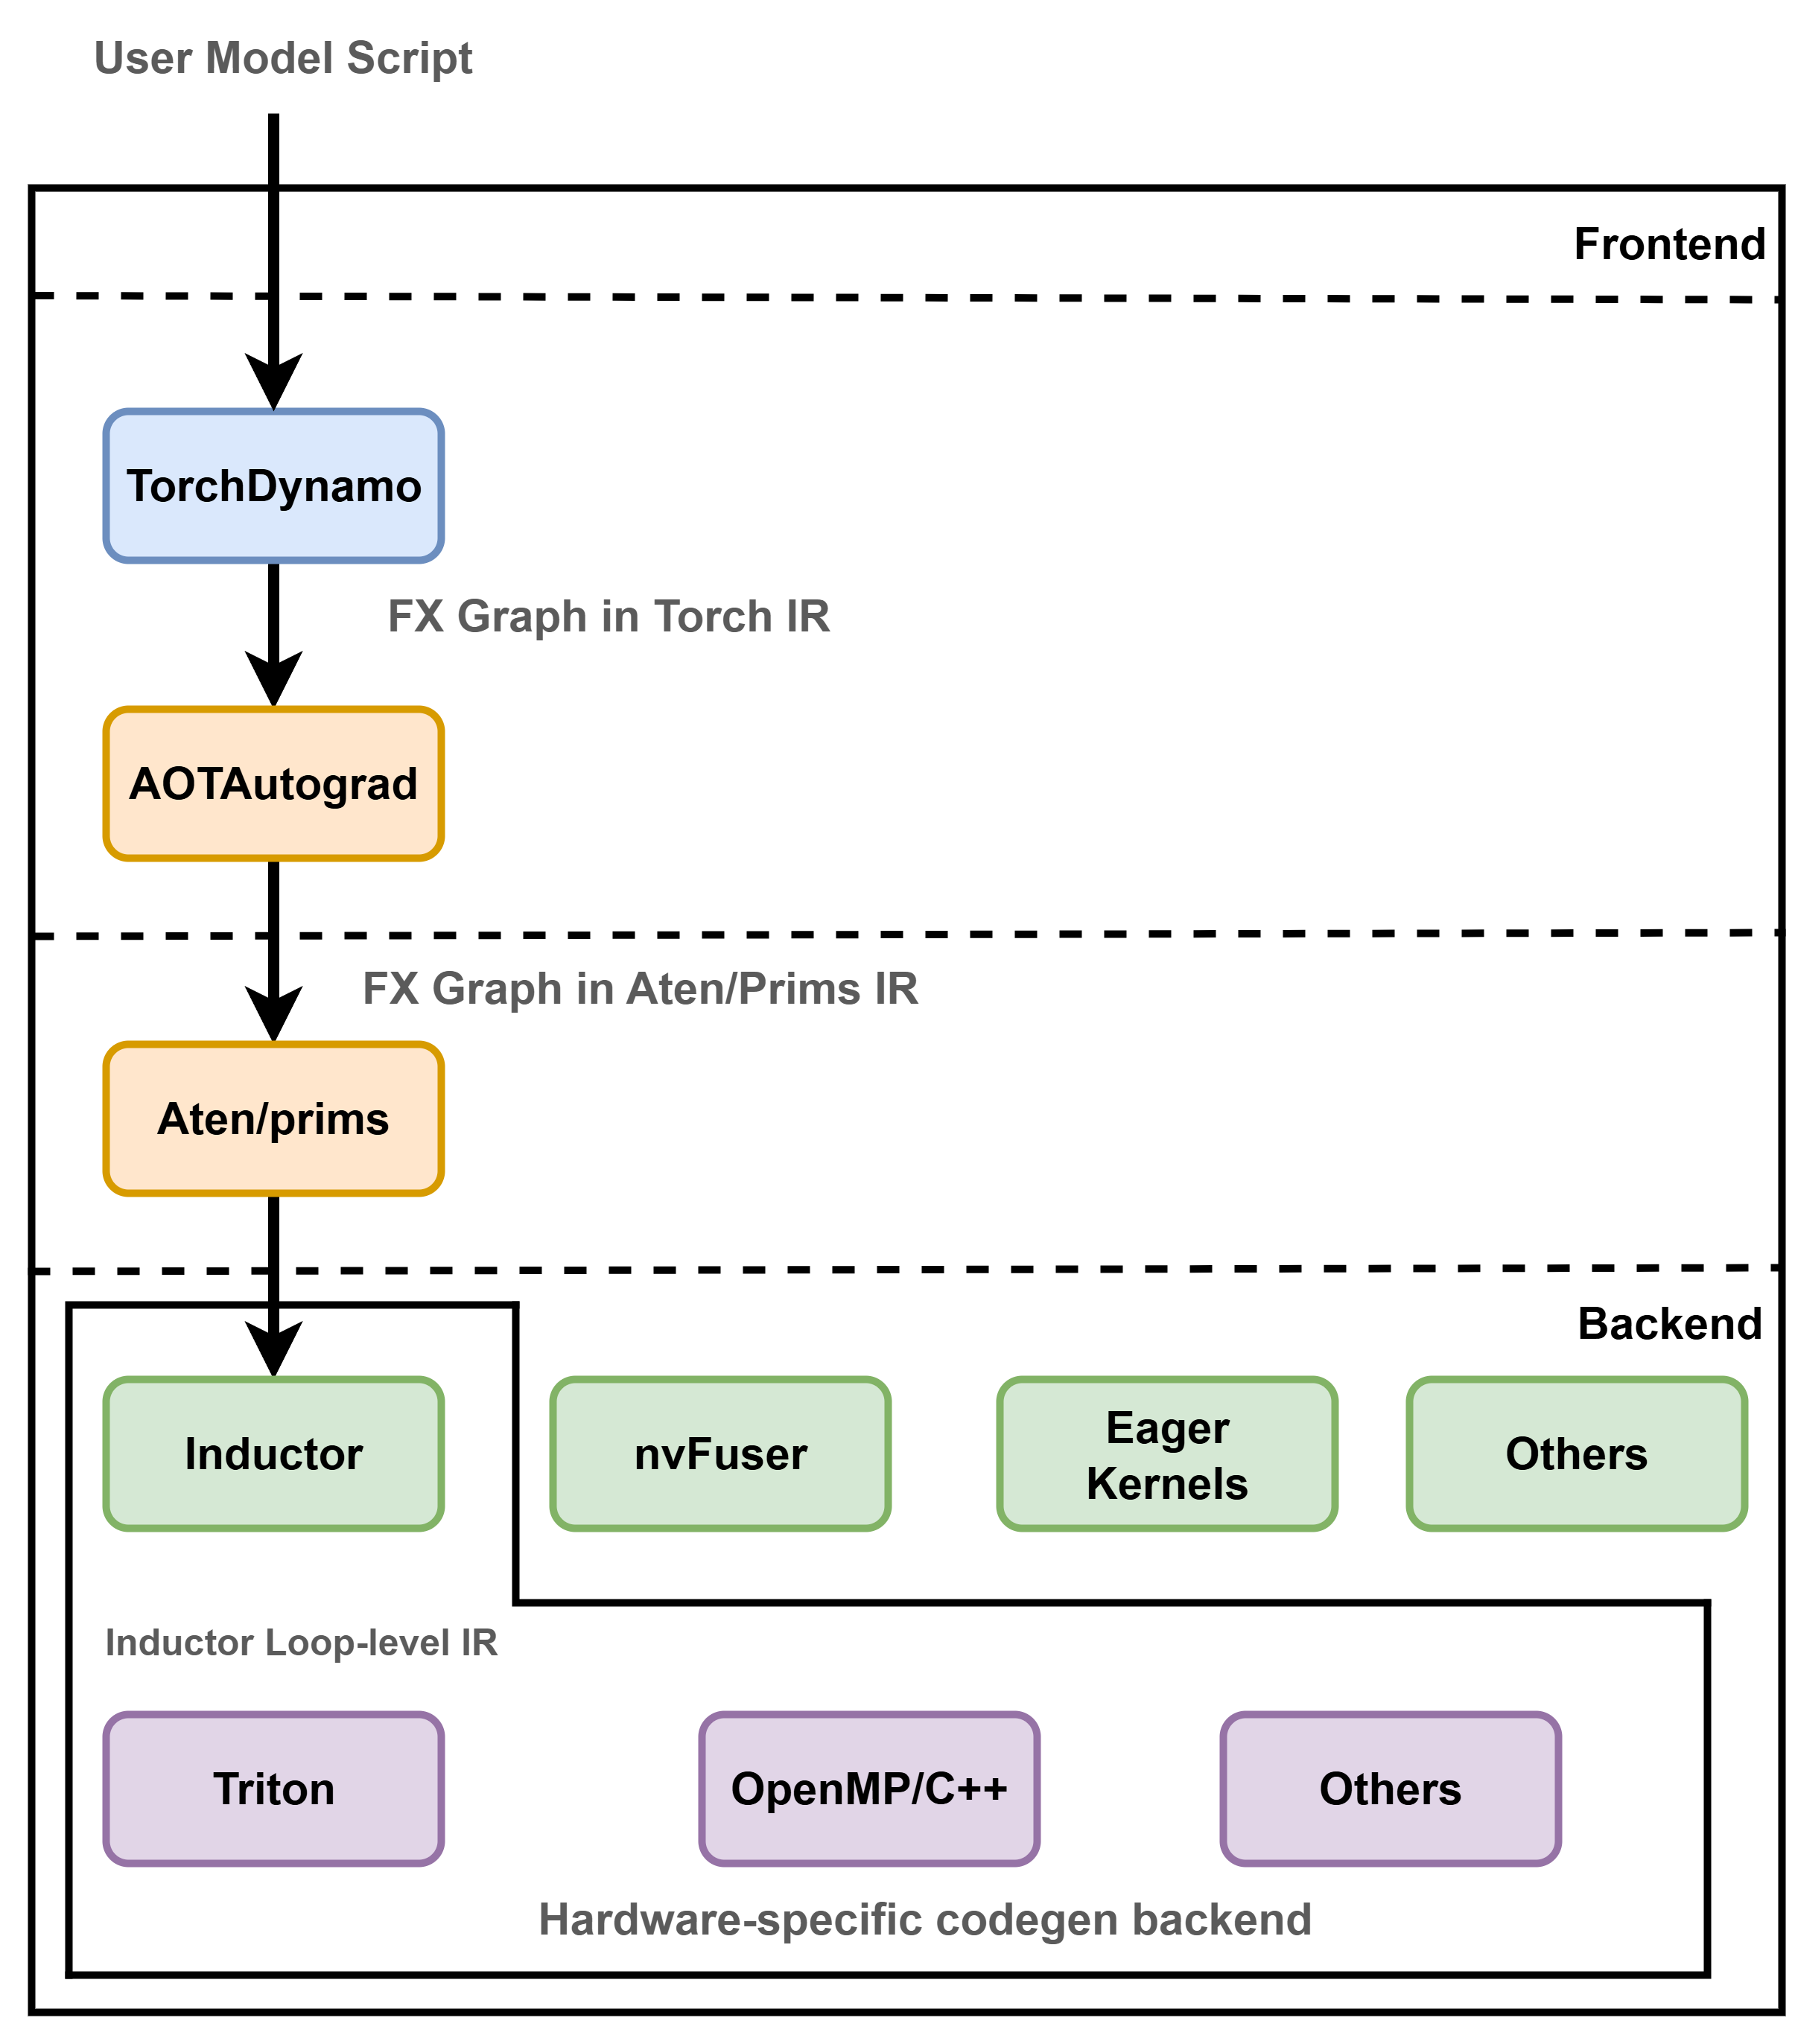 User Model Script
Frontend
TorchDynamo
FX Graph in Torch IR
AOTAutograd
FX Graph in Aten/Prims IR
Aten/prims
Backend
Inductor
nvFuser
Eager
Kernels
Others
Inductor Loop-level IR
Triton
OpenMP/C++
Others
Hardware-specific codegen backend